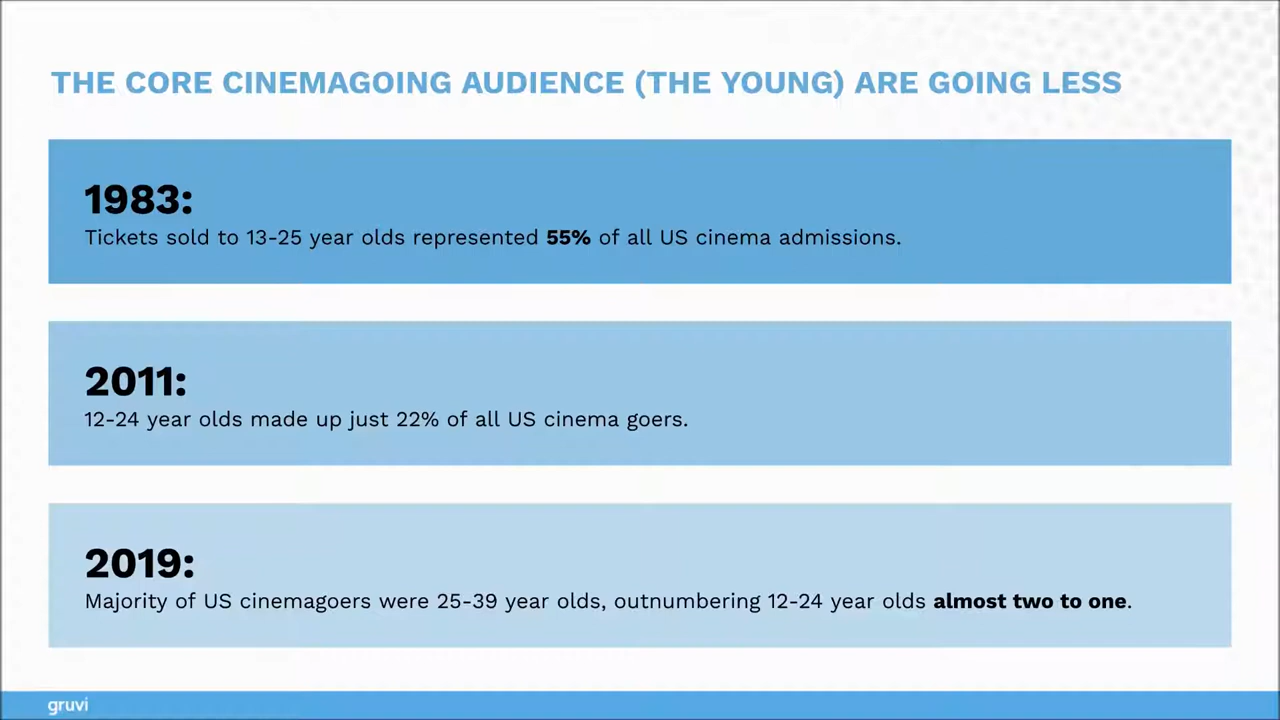 THE CORE CINEMAGOING AUDIENCE (THE YOUNG) ARE GOING LESS
1983:
Tickets sold to 13-25 year olds represented 55% of all US cinema admissions.
2011:
12-24 year olds made up just 22% of all US cinema goers.
2019:
Majority of US cinemagoers were 25-39 year olds, outnumbering 12-24 year olds almost two to one.
gruvi